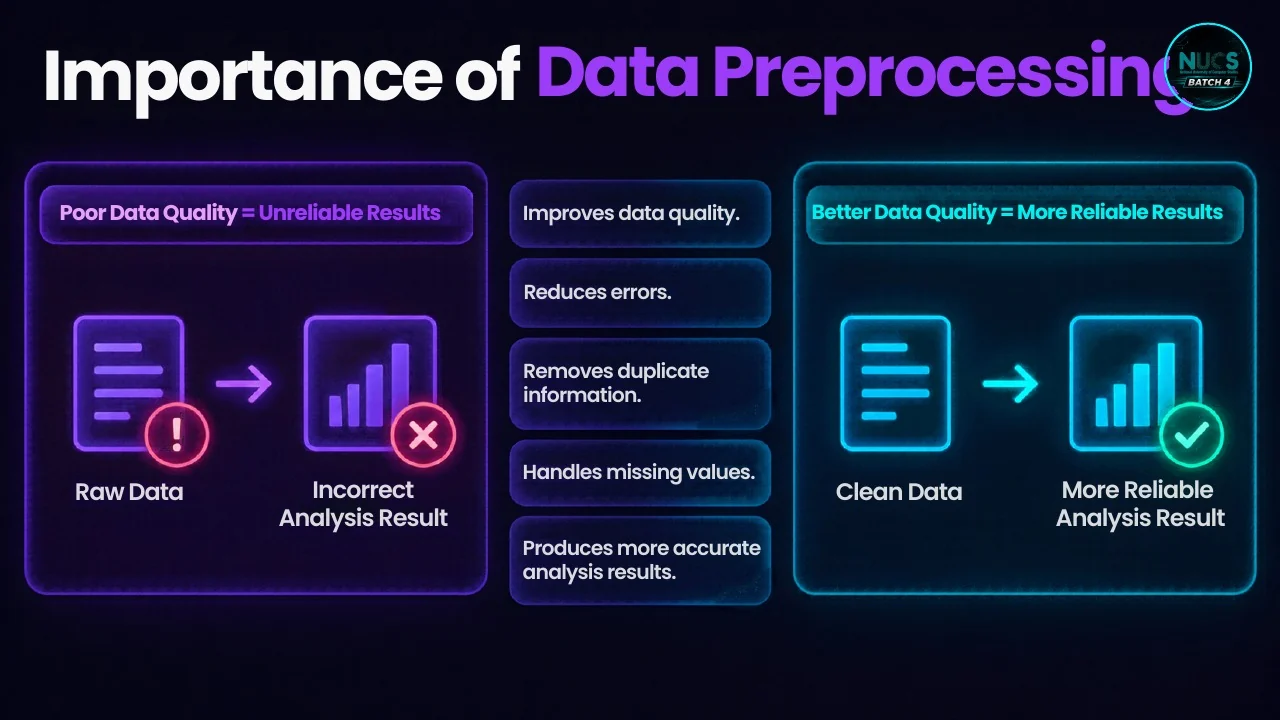 Importance of Data Preprocessing
NUCS
BATCH 4
Poor Data Quality = Unreliable Results
Raw Data
Incorrect
Analysis Result
Improves data quality.
Reduces errors.
Removes duplicate
information.
Handles missing values.
Produces more accurate
analysis results.
Better Data Quality = More Reliable Results
Clean Data
More Reliable
Analysis Result